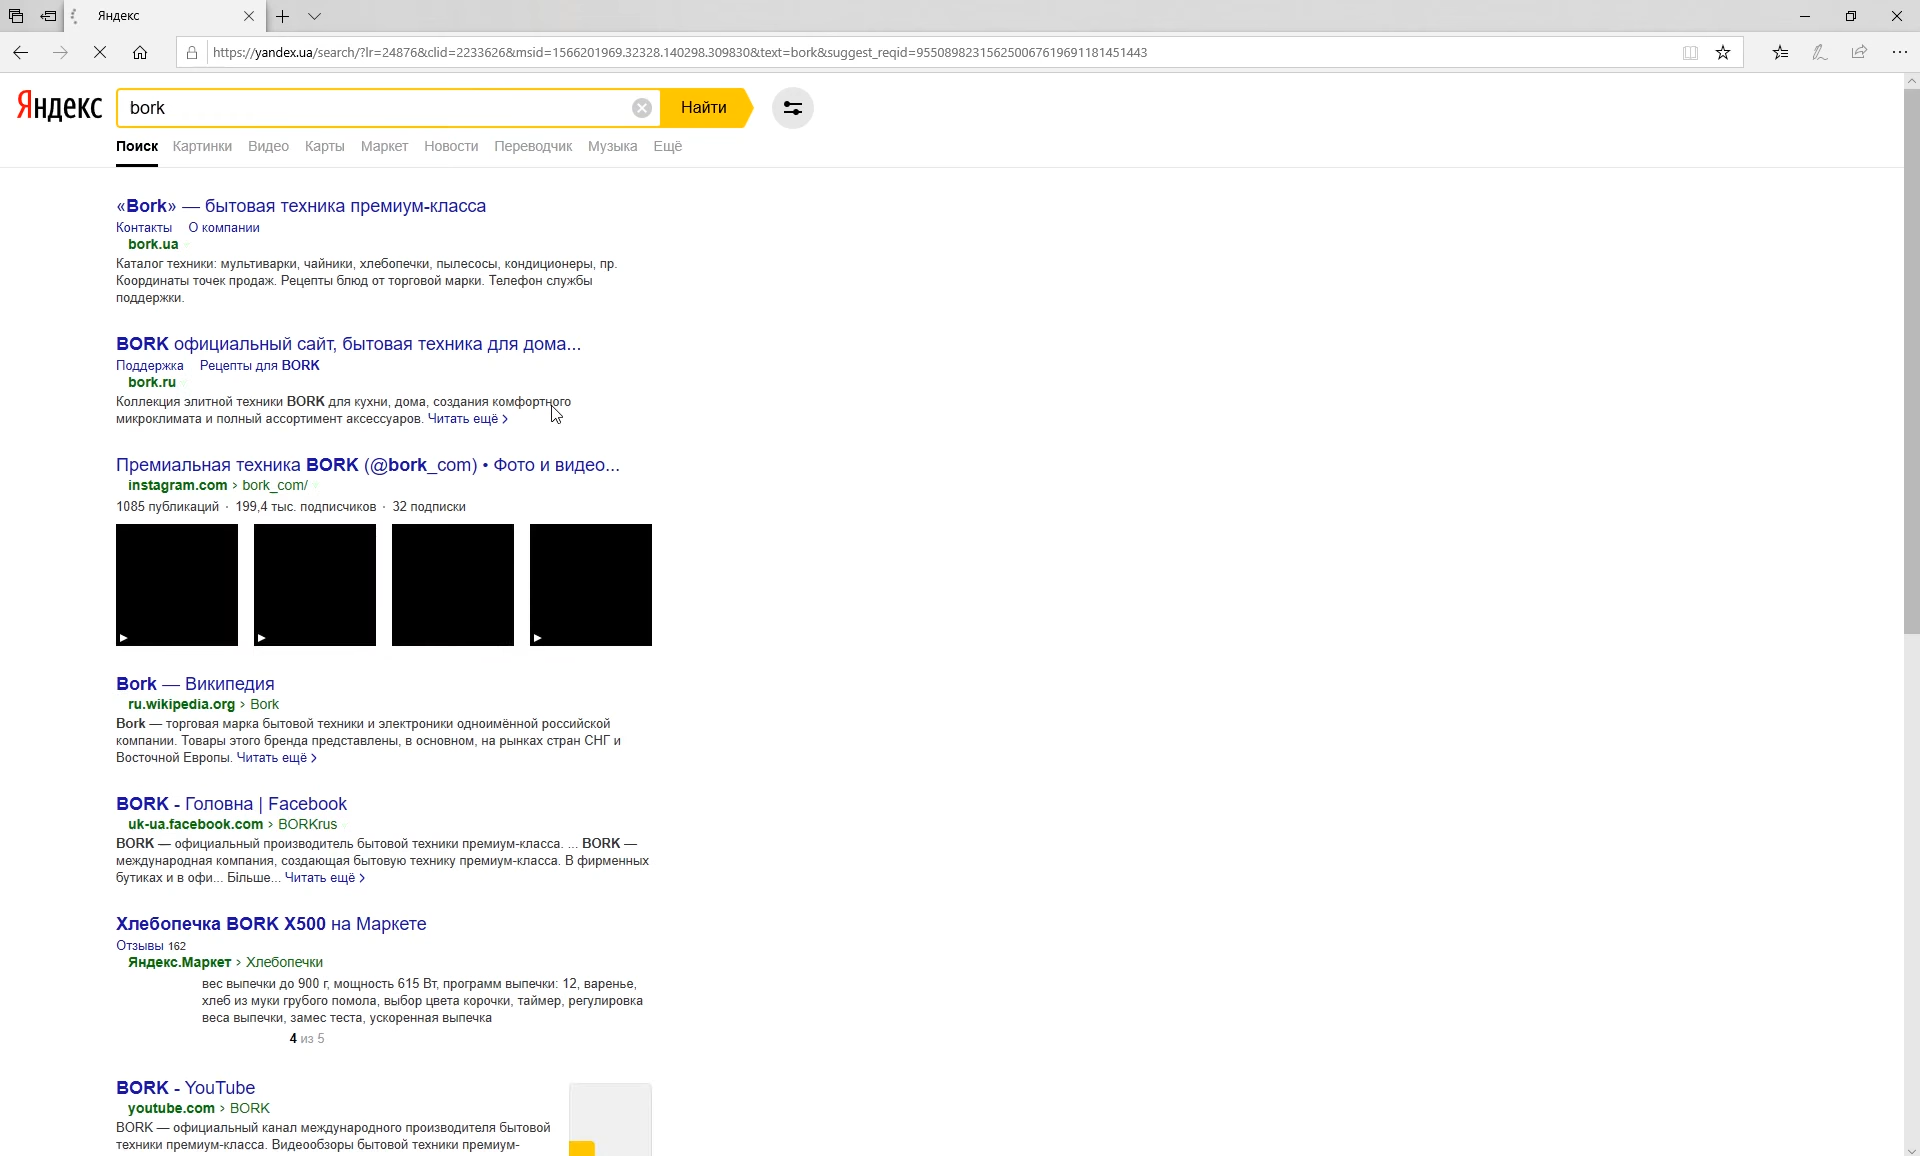 Яндекс
https://yandex.ua/search/?lr=24876&clid=2233626&msid=1566201969.32328.140298.309830&text=bork&suggest_reqid=955089823156250067619691181451443
Яндекс bork Найти
Поиск Картинки Видео Карты Маркет Новости Переводчик Музыка Ещё
«Bork» — бытовая техника премиум-класса
Контакты О компании
bork.ua
Каталог техники: мультиварки, чайники, хлебопечки, пылесосы, кондиционеры, пр.
Координаты точек продаж. Рецепты блюд от торговой марки. Телефон службы
поддержки.
BORK официальный сайт, бытовая техника для дома...
Поддержка Рецепты для BORK
bork.ru
Коллекция элитной техники BORK для кухни, дома, создания комфортного
микроклимата и полный ассортимент аксессуаров. Читать ещё >
Премиальная техника BORK (@bork_com) • Фото и видео...
instagram.com > bork_com/
1085 публикаций · 199,4 тыс. подписчиков · 32 подписки
Bork — Википедия
ru.wikipedia.org > Bork
Bork — торговая марка бытовой техники и электроники одноимённой российской
компании. Товары этого бренда представлены, в основном, на рынках стран СНГ и
Восточной Европы. Читать ещё >
BORK - Головна | Facebook
uk-ua.facebook.com > BORKrus
BORK — официальный производитель бытовой техники премиум-класса. ... BORK —
международная компания, создающая бытовую технику премиум-класса. В фирменных
бутиках и в офи... Більше... Читать ещё >
Хлебопечка BORK X500 на Маркете
Отзывы 162
Яндекс.Маркет > Хлебопечки
вес выпечки до 900 г, мощность 615 Вт, программ выпечки: 12, варенье,
хлеб из муки грубого помола, выбор цвета корочки, таймер, регулировка
веса выпечки, замес теста, ускоренная выпечка
4 из 5
BORK - YouTube
youtube.com > BORK
BORK — официальный канал международного производителя бытовой
техники премиум-класса. Видеообзоры бытовой техники премиум-